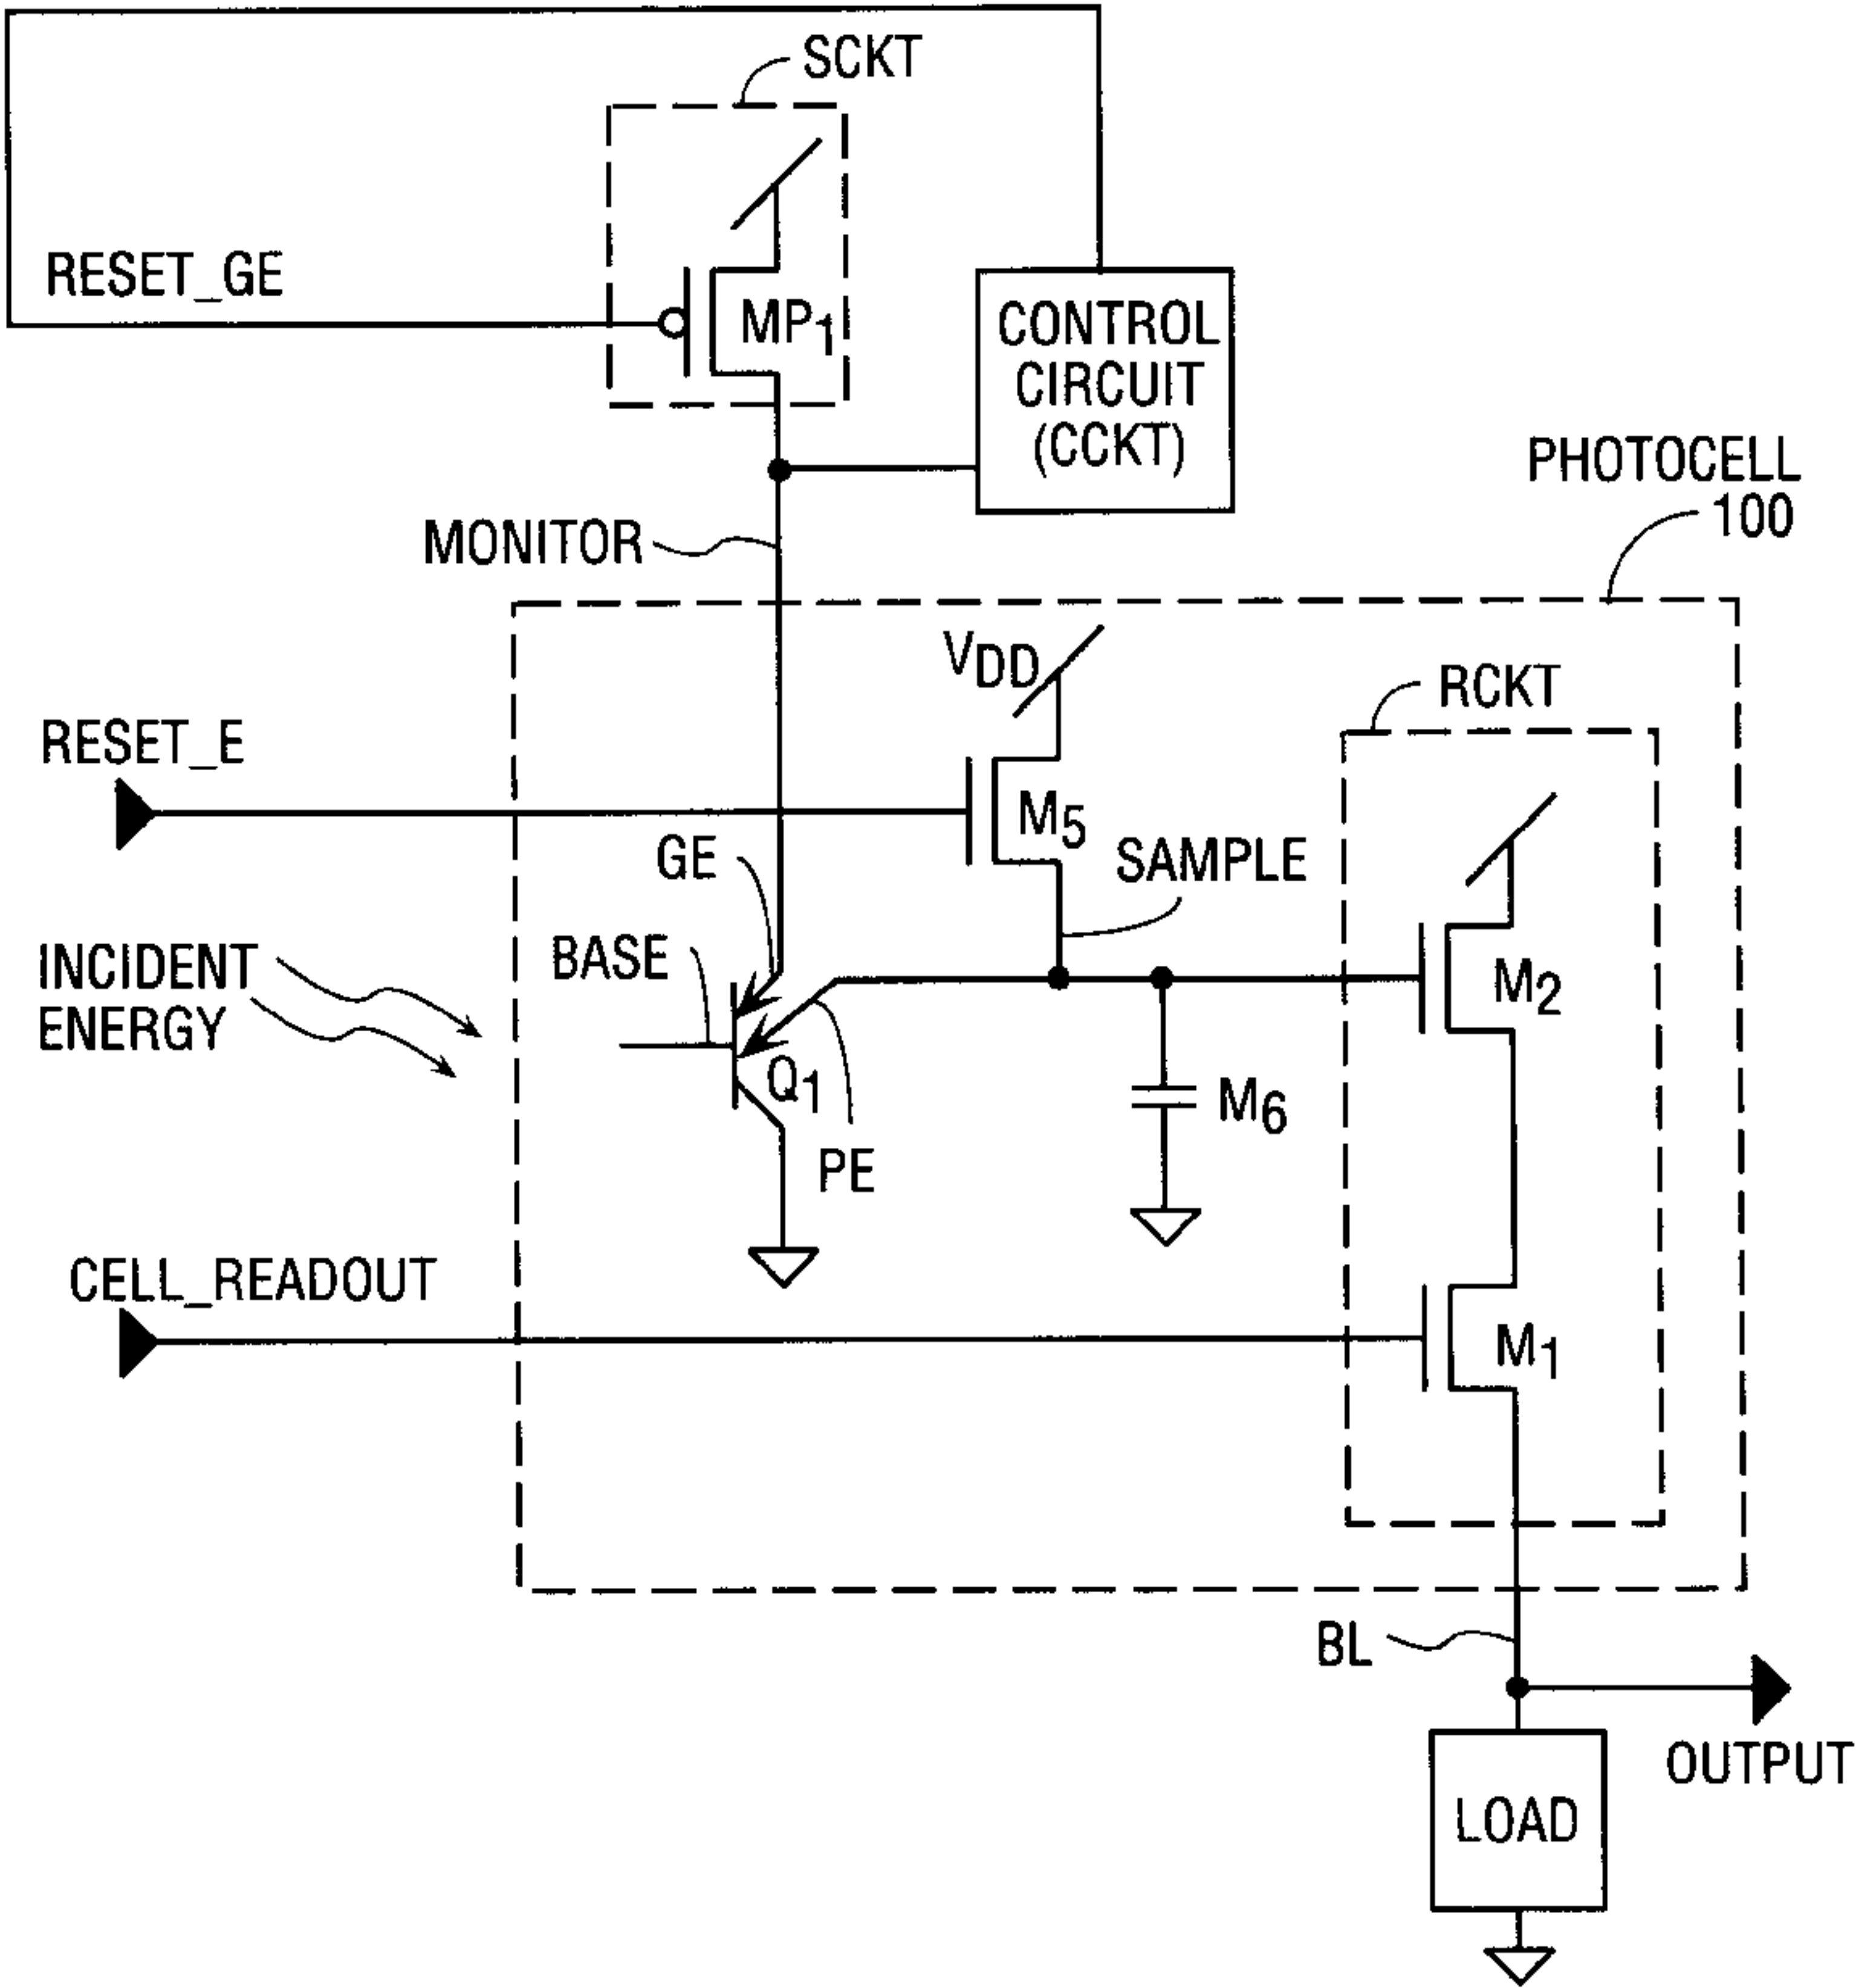 SCKT
RESET_GE
MP1
CONTROL
CIRCUIT
(CCKT)
PHOTOCELL
100
MONITOR
VDD
RCKT
RESET_E
M5
GE
SAMPLE
BASE
INCIDENT
ENERGY
M2
Q1
M6
PE
CELL_READOUT
M1
BL
OUTPUT
LOAD